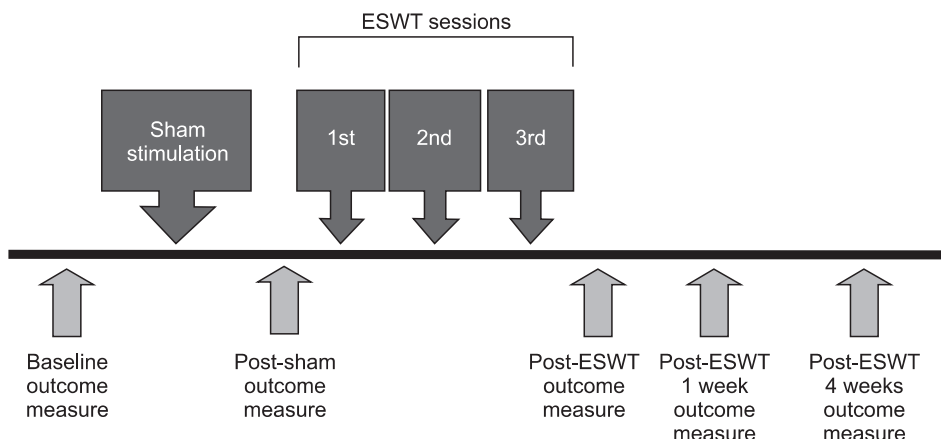 ESWT sessions
Sham
stimulation
1st
2nd
3rd
Baseline
outcome
measure
Post-sham
outcome
measure
Post-ESWT
outcome
measure
Post-ESWT
1 week
outcome
measure
Post-ESWT
4 weeks
outcome
measure